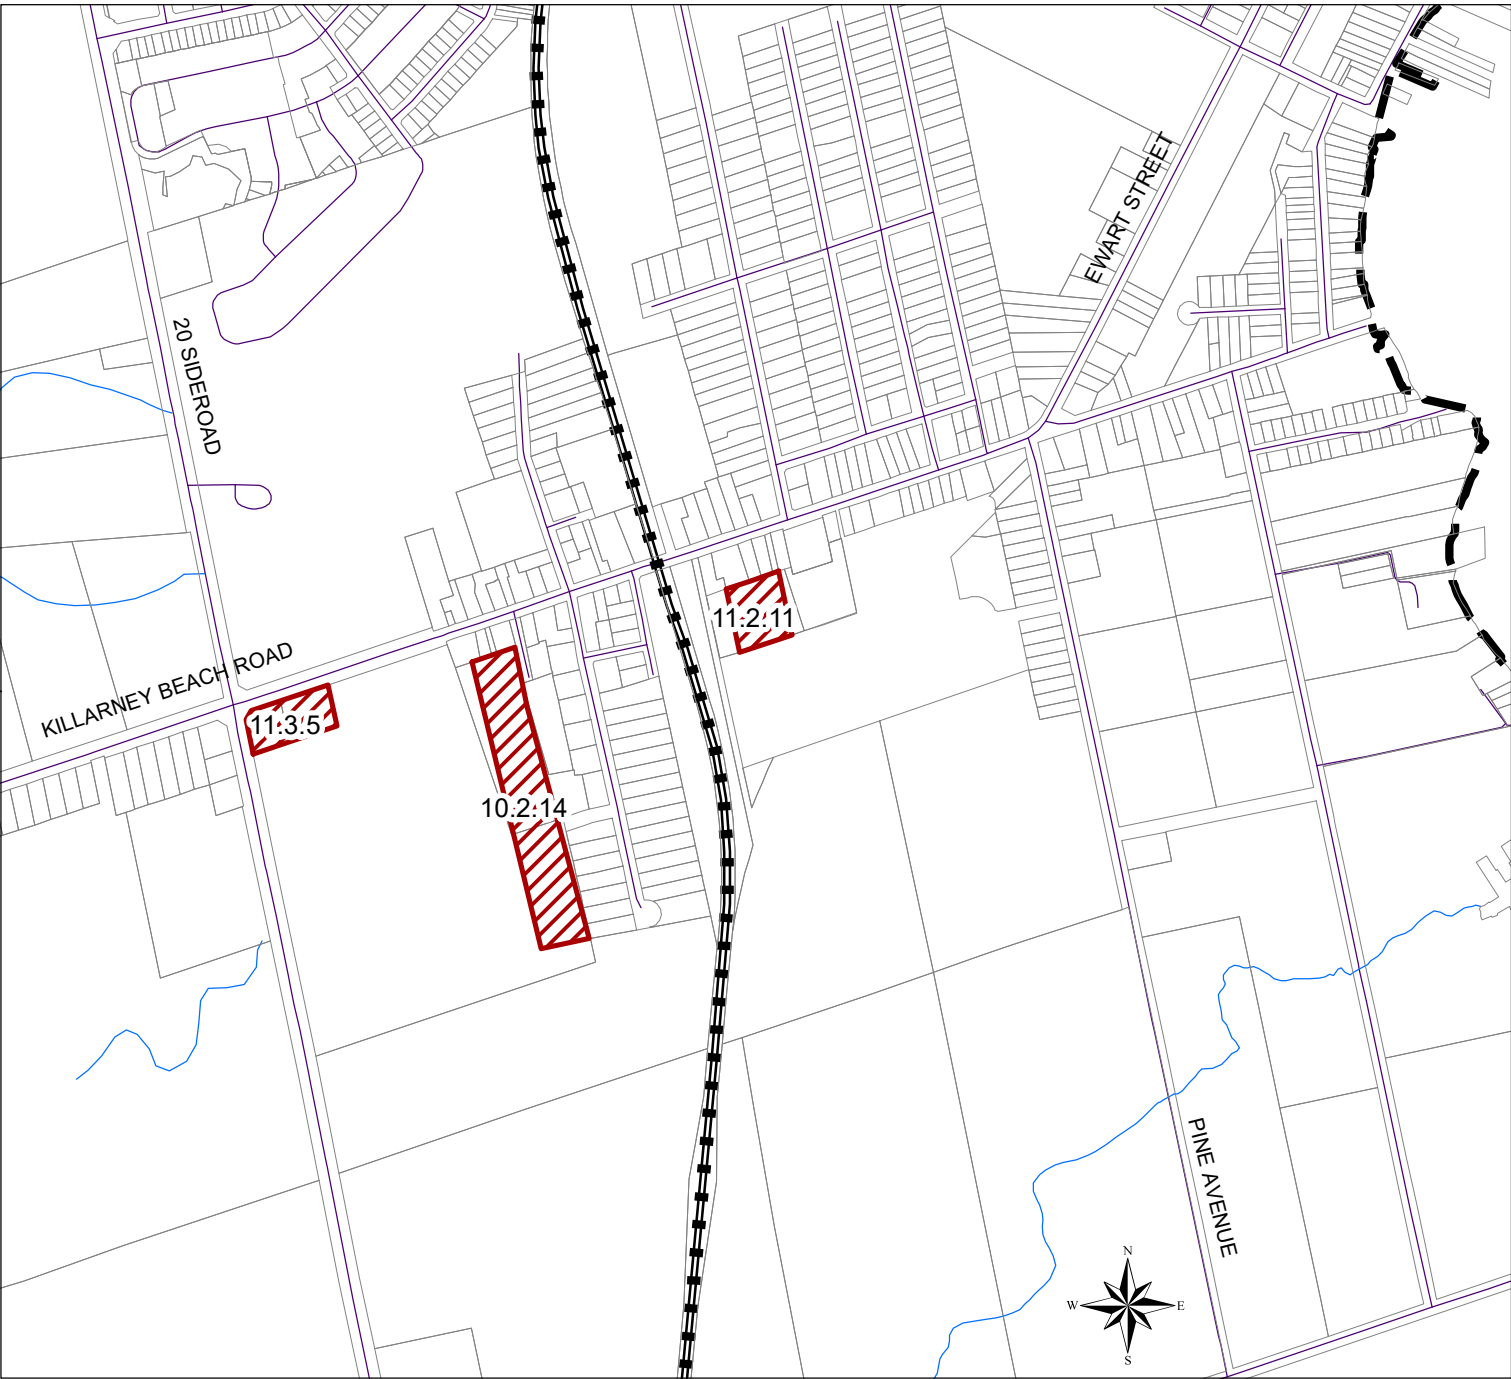 EWART STREET
20 SIDEROAD
11.2.11
KILLARNEY BEACH ROAD
11.3.5
10.2.14
PINE AVENUE
N
W
E
S